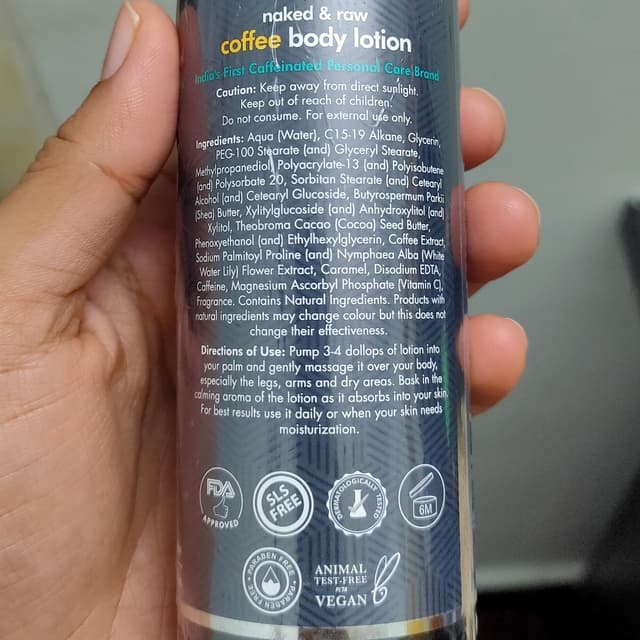 naked & raw
coffee body lotion
India's First Caffeinated Personal Care Brand
Caution: Keep away from direct sunlight.
Keep out of reach of children.
Do not consume. For external use only.
Ingredients: Aqua (Water), C15-19 Alkane, Glycerin,
PEG-100 Stearate (and) Glyceryl Stearate,
Methylpropanediol, Polyacrylate-13 (and) Polyisobutene
(and) Polysorbate 20, Sorbitan Stearate (and) Cetearyl
Alcohol (and) Cetearyl Glucoside, Butyrospermum Parkii
(Shea) Butter, Xylitylglucoside (and) Anhydroxylitol (and)
Xylitol, Theobroma Cacao (Cocoa) Seed Butter,
Phenoxyethanol (and) Ethylhexylglycerin, Coffee Extract,
Sodium Palmitoyl Proline (and) Nymphaea Alba (White
Water Lily) Flower Extract, Caramel, Disodium EDTA,
Caffeine, Magnesium Ascorbyl Phosphate (Vitamin C),
Fragrance. Contains Natural Ingredients. Products with
natural ingredients may change colour but this does not
change their effectiveness.
Directions of Use: Pump 3-4 dollops of lotion into
your palm and gently massage it over your body,
especially the legs, arms and dry areas. Bask in the
calming aroma of the lotion as it absorbs into your skin.
For best results use it daily or when your skin needs
moisturization.
FDA
APPROVED
SLS
FREE
DERMATOLOGICALLY TESTED
6M
PARABEN FREE • PARABEN FREE •
ANIMAL
TEST-FREE
PETA
VEGAN